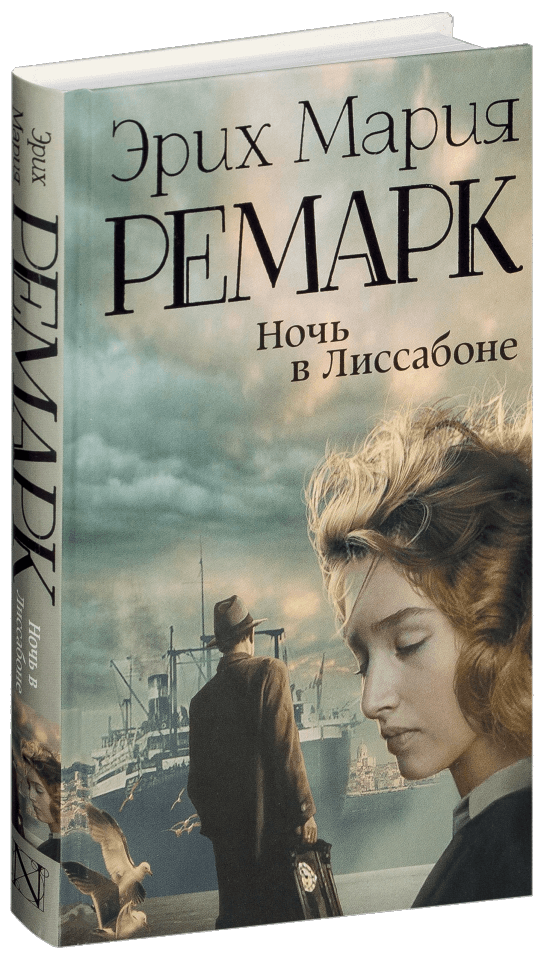 Эрих Мария
РЕМАРК
Ночь
в Лиссабоне
Эрих
Мария
РЕМАРК
Ночь в
Лиссабоне